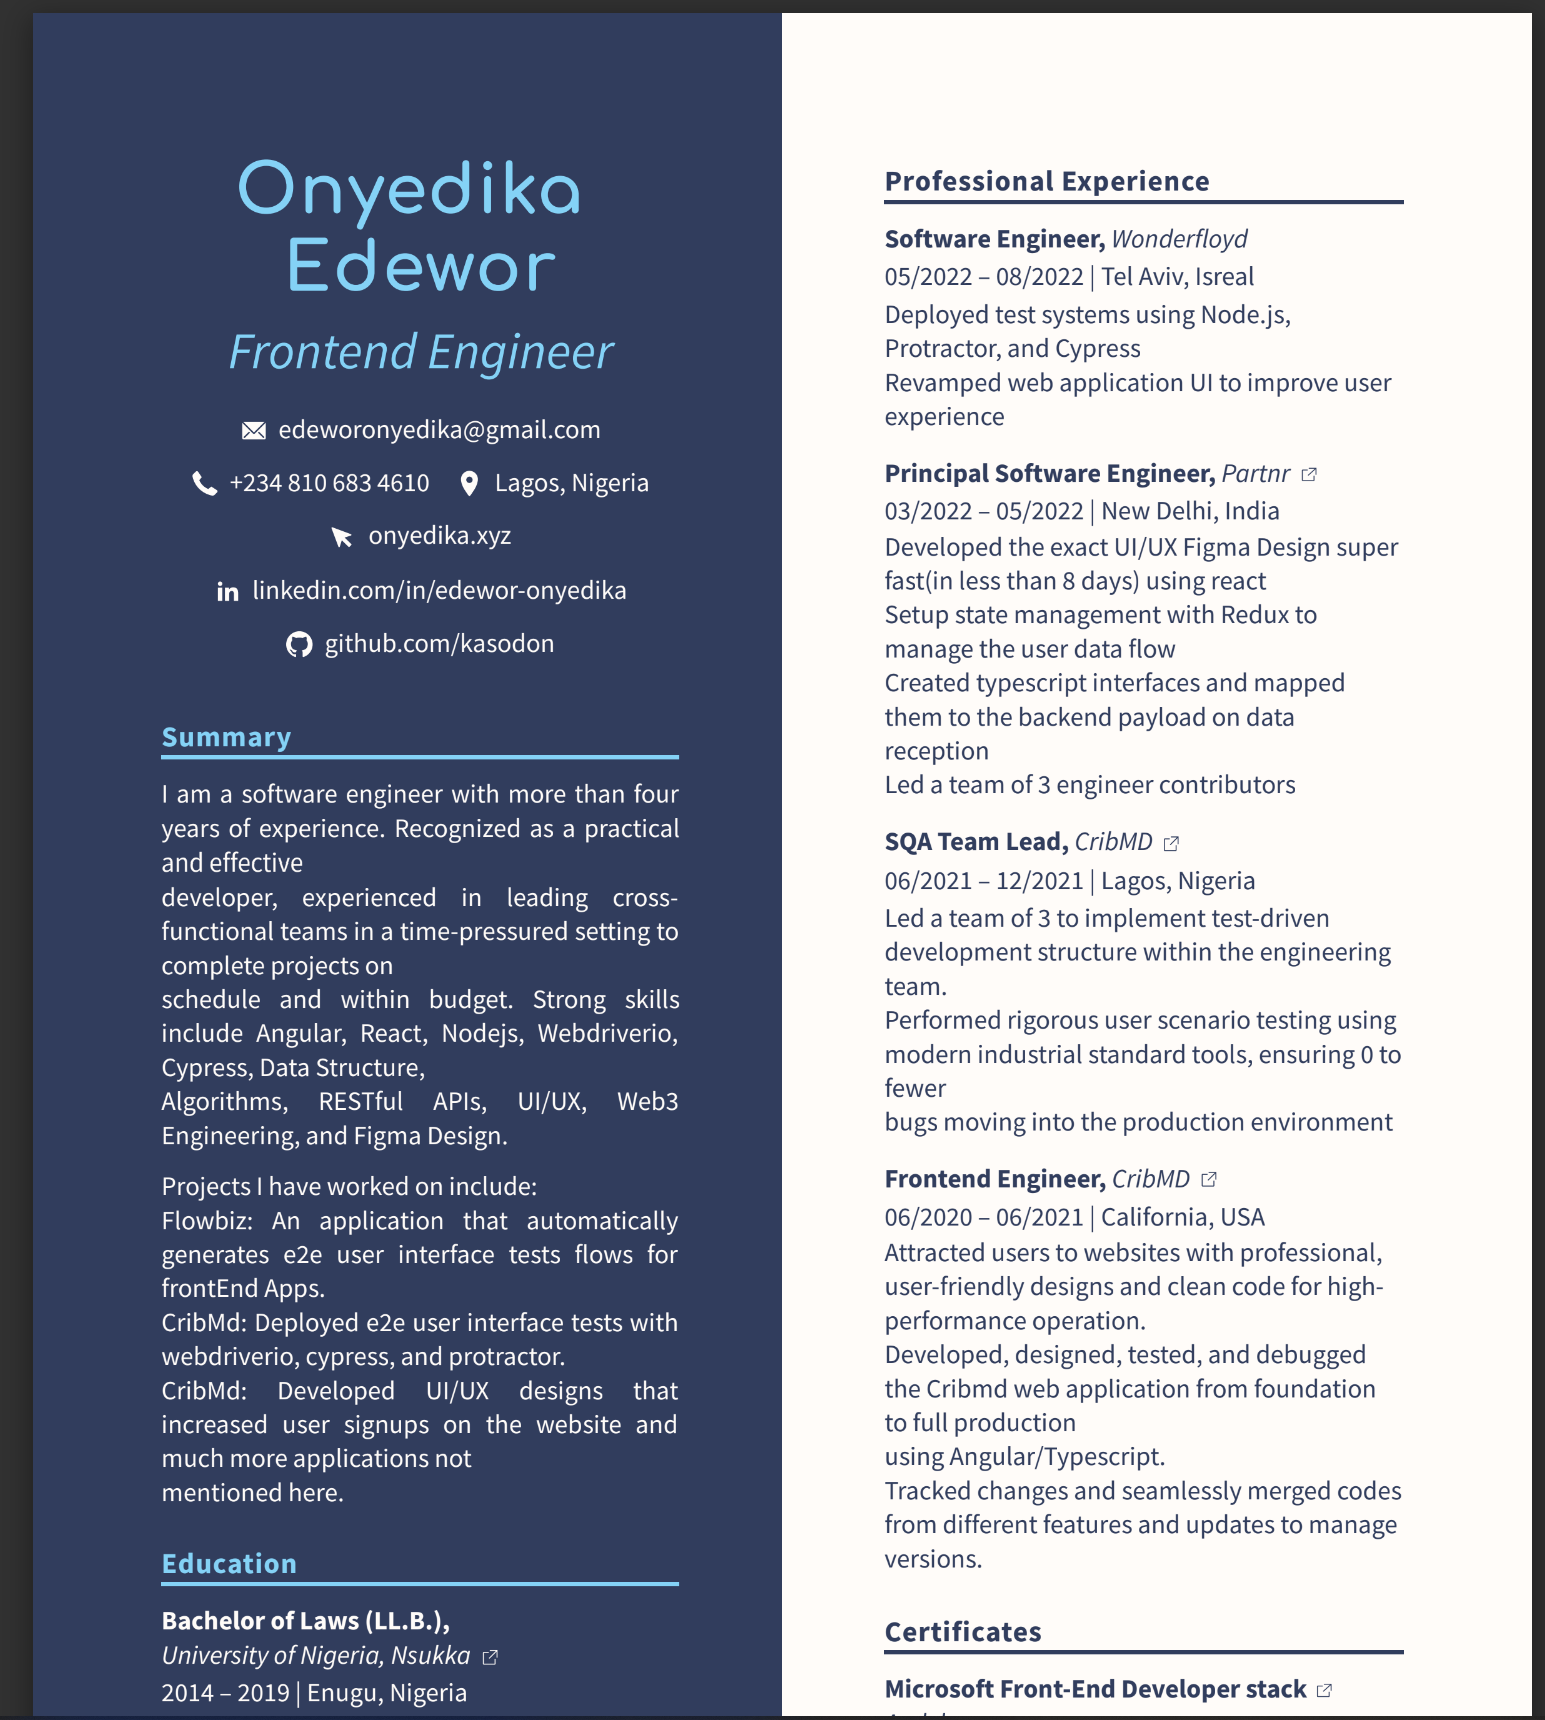 Onyedika
Edewor
Frontend Engineer
edeworonyedika@gmail.com
+234 810 683 4610 Lagos, Nigeria
onyedika.xyz
linkedin.com/in/edewor-onyedika
github.com/kasodon
Summary
I am a software engineer with more than four
years of experience. Recognized as a practical
and effective
developer, experienced in leading cross-
functional teams in a time-pressured setting to
complete projects on
schedule and within budget. Strong skills
include Angular, React, Nodejs, Webdriverio,
Cypress, Data Structure,
Algorithms, RESTful APIs, UI/UX, Web3
Engineering, and Figma Design.
Projects I have worked on include:
Flowbiz: An application that automatically
generates e2e user interface tests flows for
frontEnd Apps.
CribMd: Deployed e2e user interface tests with
webdriverio, cypress, and protractor.
CribMd: Developed UI/UX designs that
increased user signups on the website and
much more applications not
mentioned here.
Education
Bachelor of Laws (LL.B.),
University of Nigeria, Nsukka
2014 – 2019 | Enugu, Nigeria
Professional Experience
Software Engineer, Wonderfloyd
05/2022 – 08/2022 | Tel Aviv, Isreal
Deployed test systems using Node.js,
Protractor, and Cypress
Revamped web application UI to improve user
experience
Principal Software Engineer, Partnr
03/2022 – 05/2022 | New Delhi, India
Developed the exact UI/UX Figma Design super
fast(in less than 8 days) using react
Setup state management with Redux to
manage the user data flow
Created typescript interfaces and mapped
them to the backend payload on data
reception
Led a team of 3 engineer contributors
SQA Team Lead, CribMD
06/2021 – 12/2021 | Lagos, Nigeria
Led a team of 3 to implement test-driven
development structure within the engineering
team.
Performed rigorous user scenario testing using
modern industrial standard tools, ensuring 0 to
fewer
bugs moving into the production environment
Frontend Engineer, CribMD
06/2020 – 06/2021 | California, USA
Attracted users to websites with professional,
user-friendly designs and clean code for high-
performance operation.
Developed, designed, tested, and debugged
the Cribmd web application from foundation
to full production
using Angular/Typescript.
Tracked changes and seamlessly merged codes
from different features and updates to manage
versions.
Certificates
Microsoft Front-End Developer stack